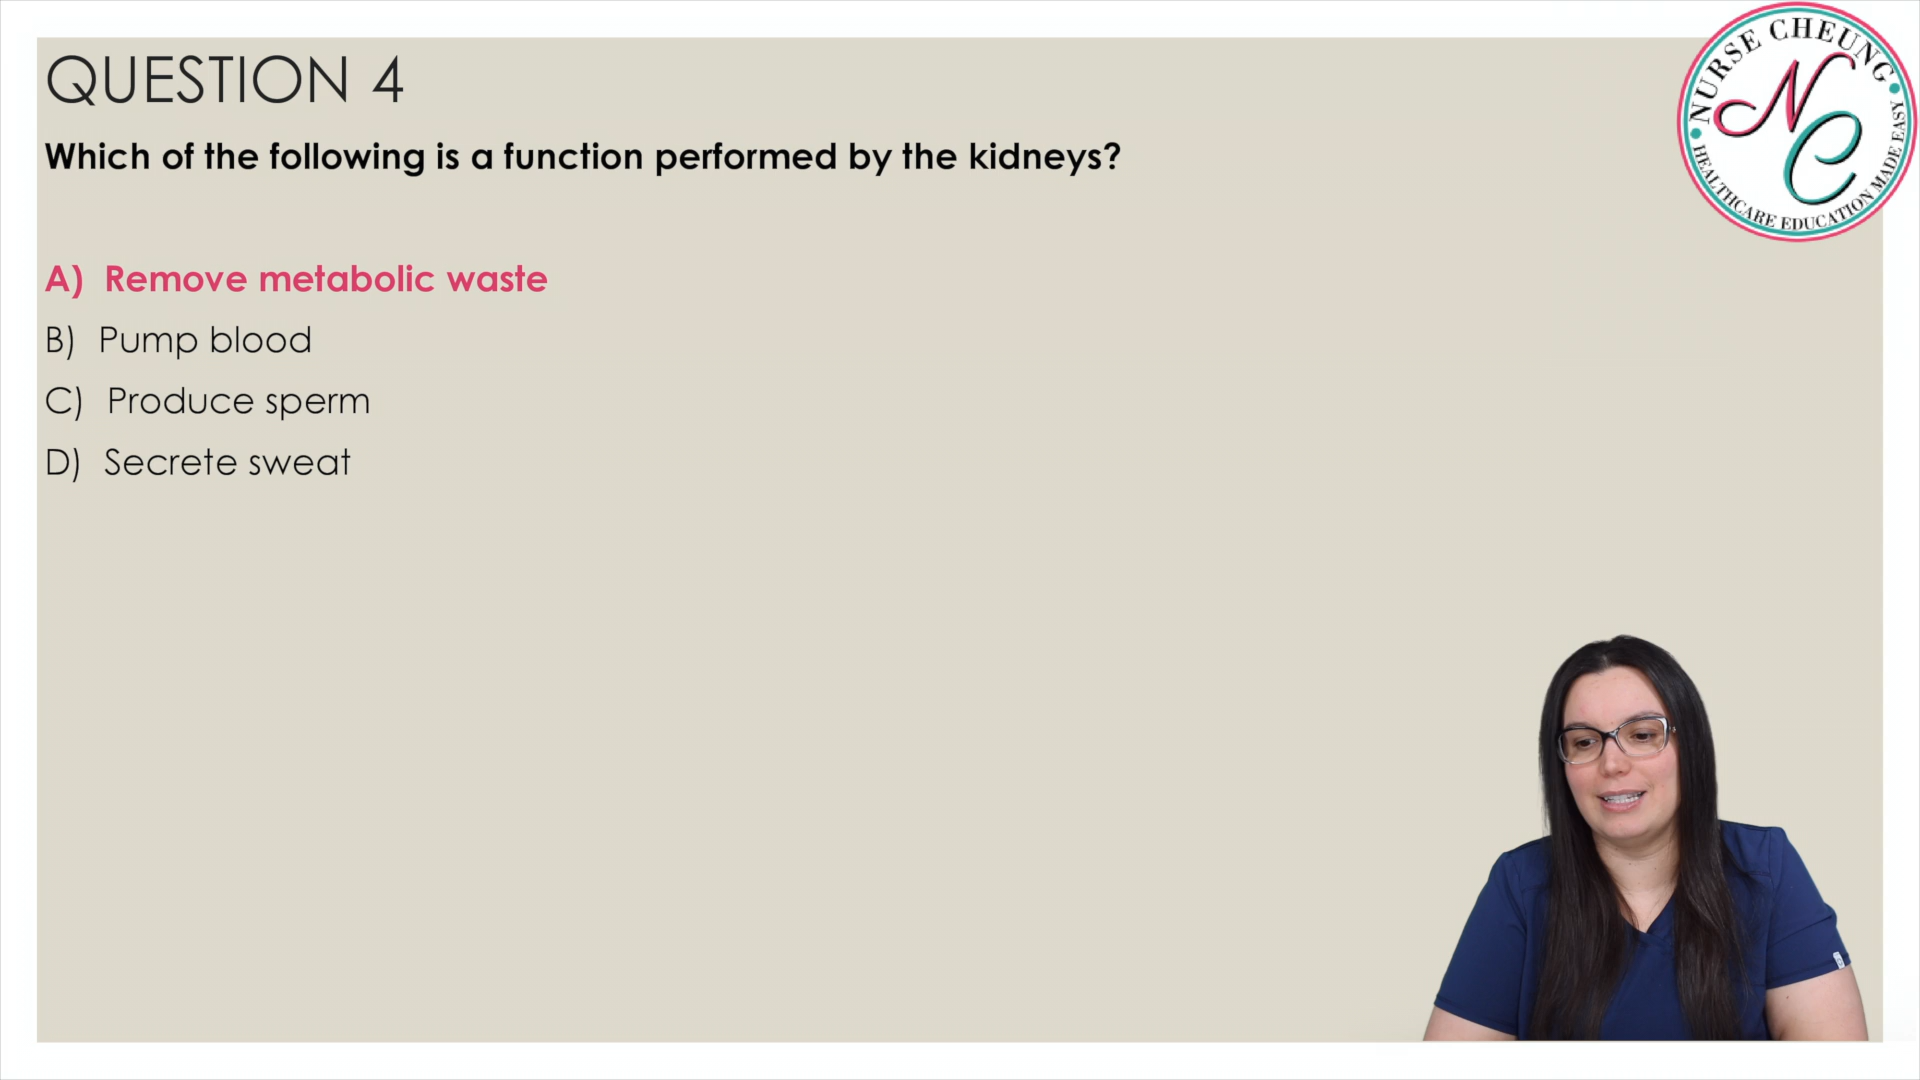 QUESTION 4
Which of the following is a function performed by the kidneys?
A) Remove metabolic waste
B) Pump blood
C) Produce sperm
D) Secrete sweat
NURSE CHEUNG
NC
HEALTHCARE EDUCATION MADE EASY